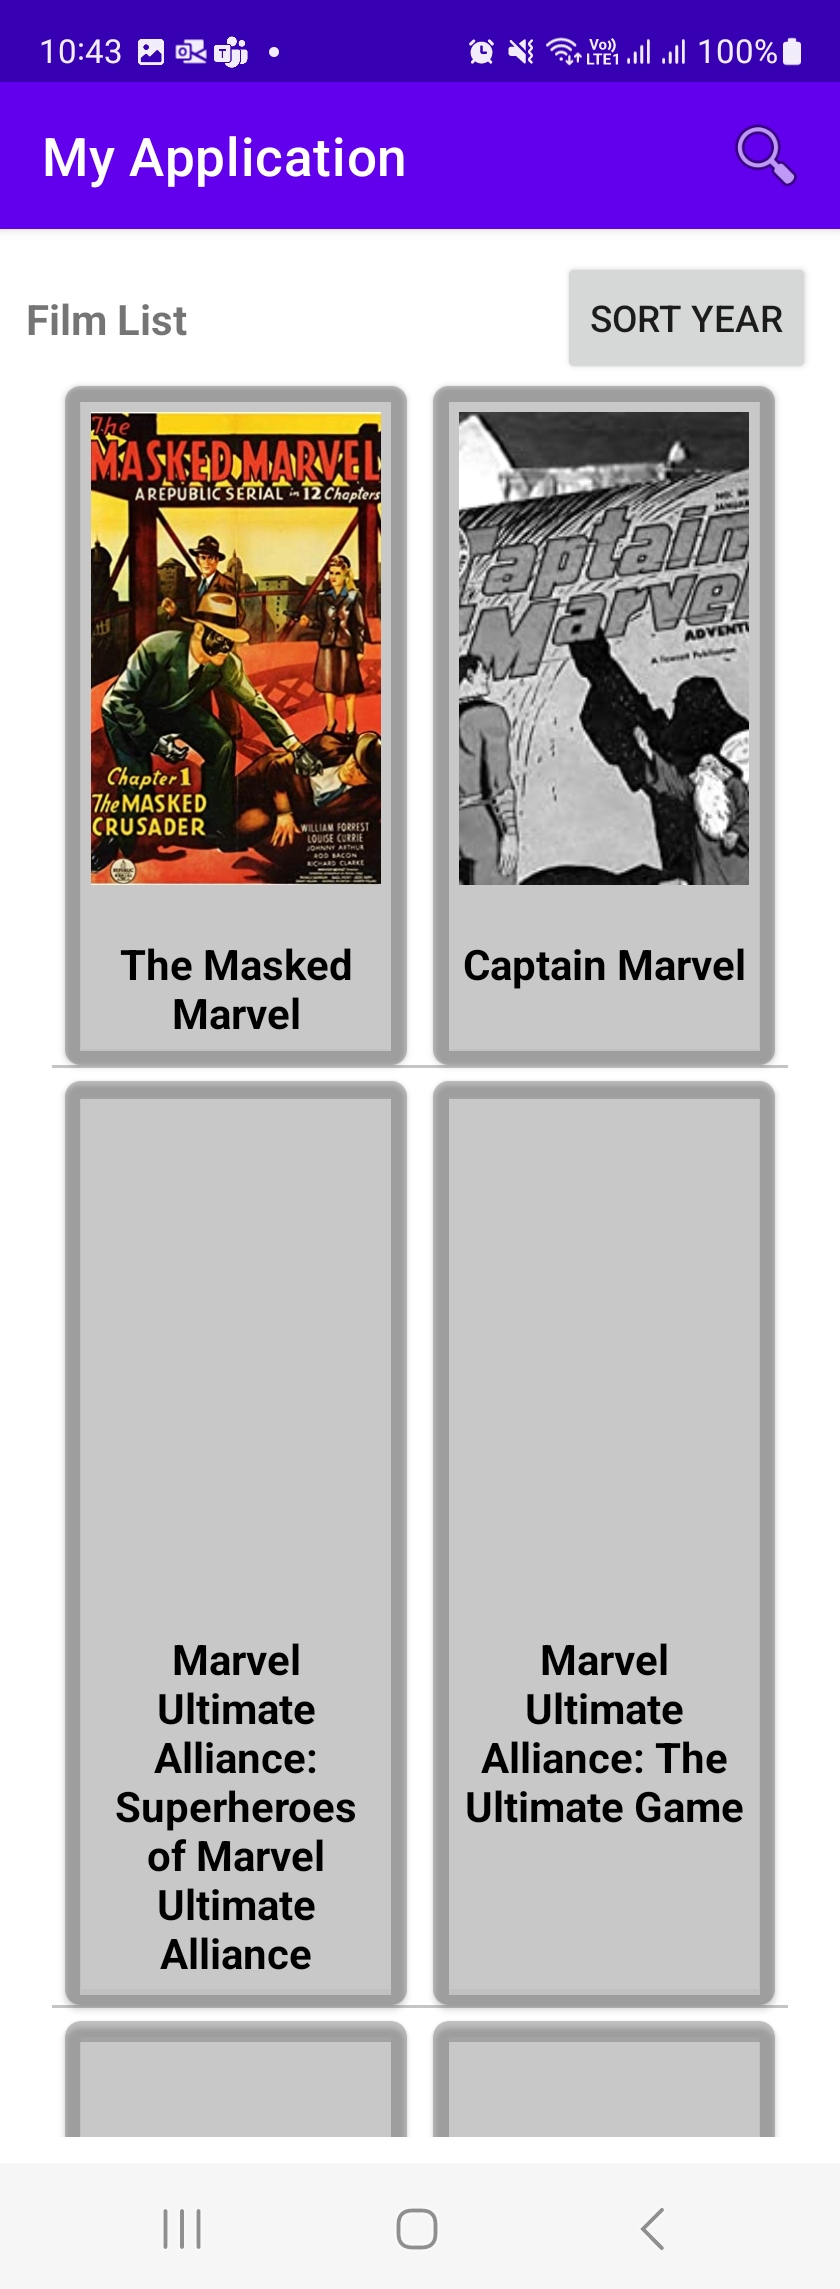 10:43
Vo))
LTE1
100%
My Application
Film List
SORT YEAR
The
MASKED MARVEL
A REPUBLIC SERIAL in 12 Chapters
Chapter 1
The MASKED
CRUSADER
WILLIAM FORREST
LOUISE CURRIE
JOHNNY ARTHUR
ROD BACON
RICHARD CLARKE
Captain
Marvel
ADVENTU
A Fawcett Publication
The Masked
Marvel
Captain Marvel
Marvel
Ultimate
Alliance:
Superheroes
of Marvel
Ultimate
Alliance
Marvel
Ultimate
Alliance: The
Ultimate Game